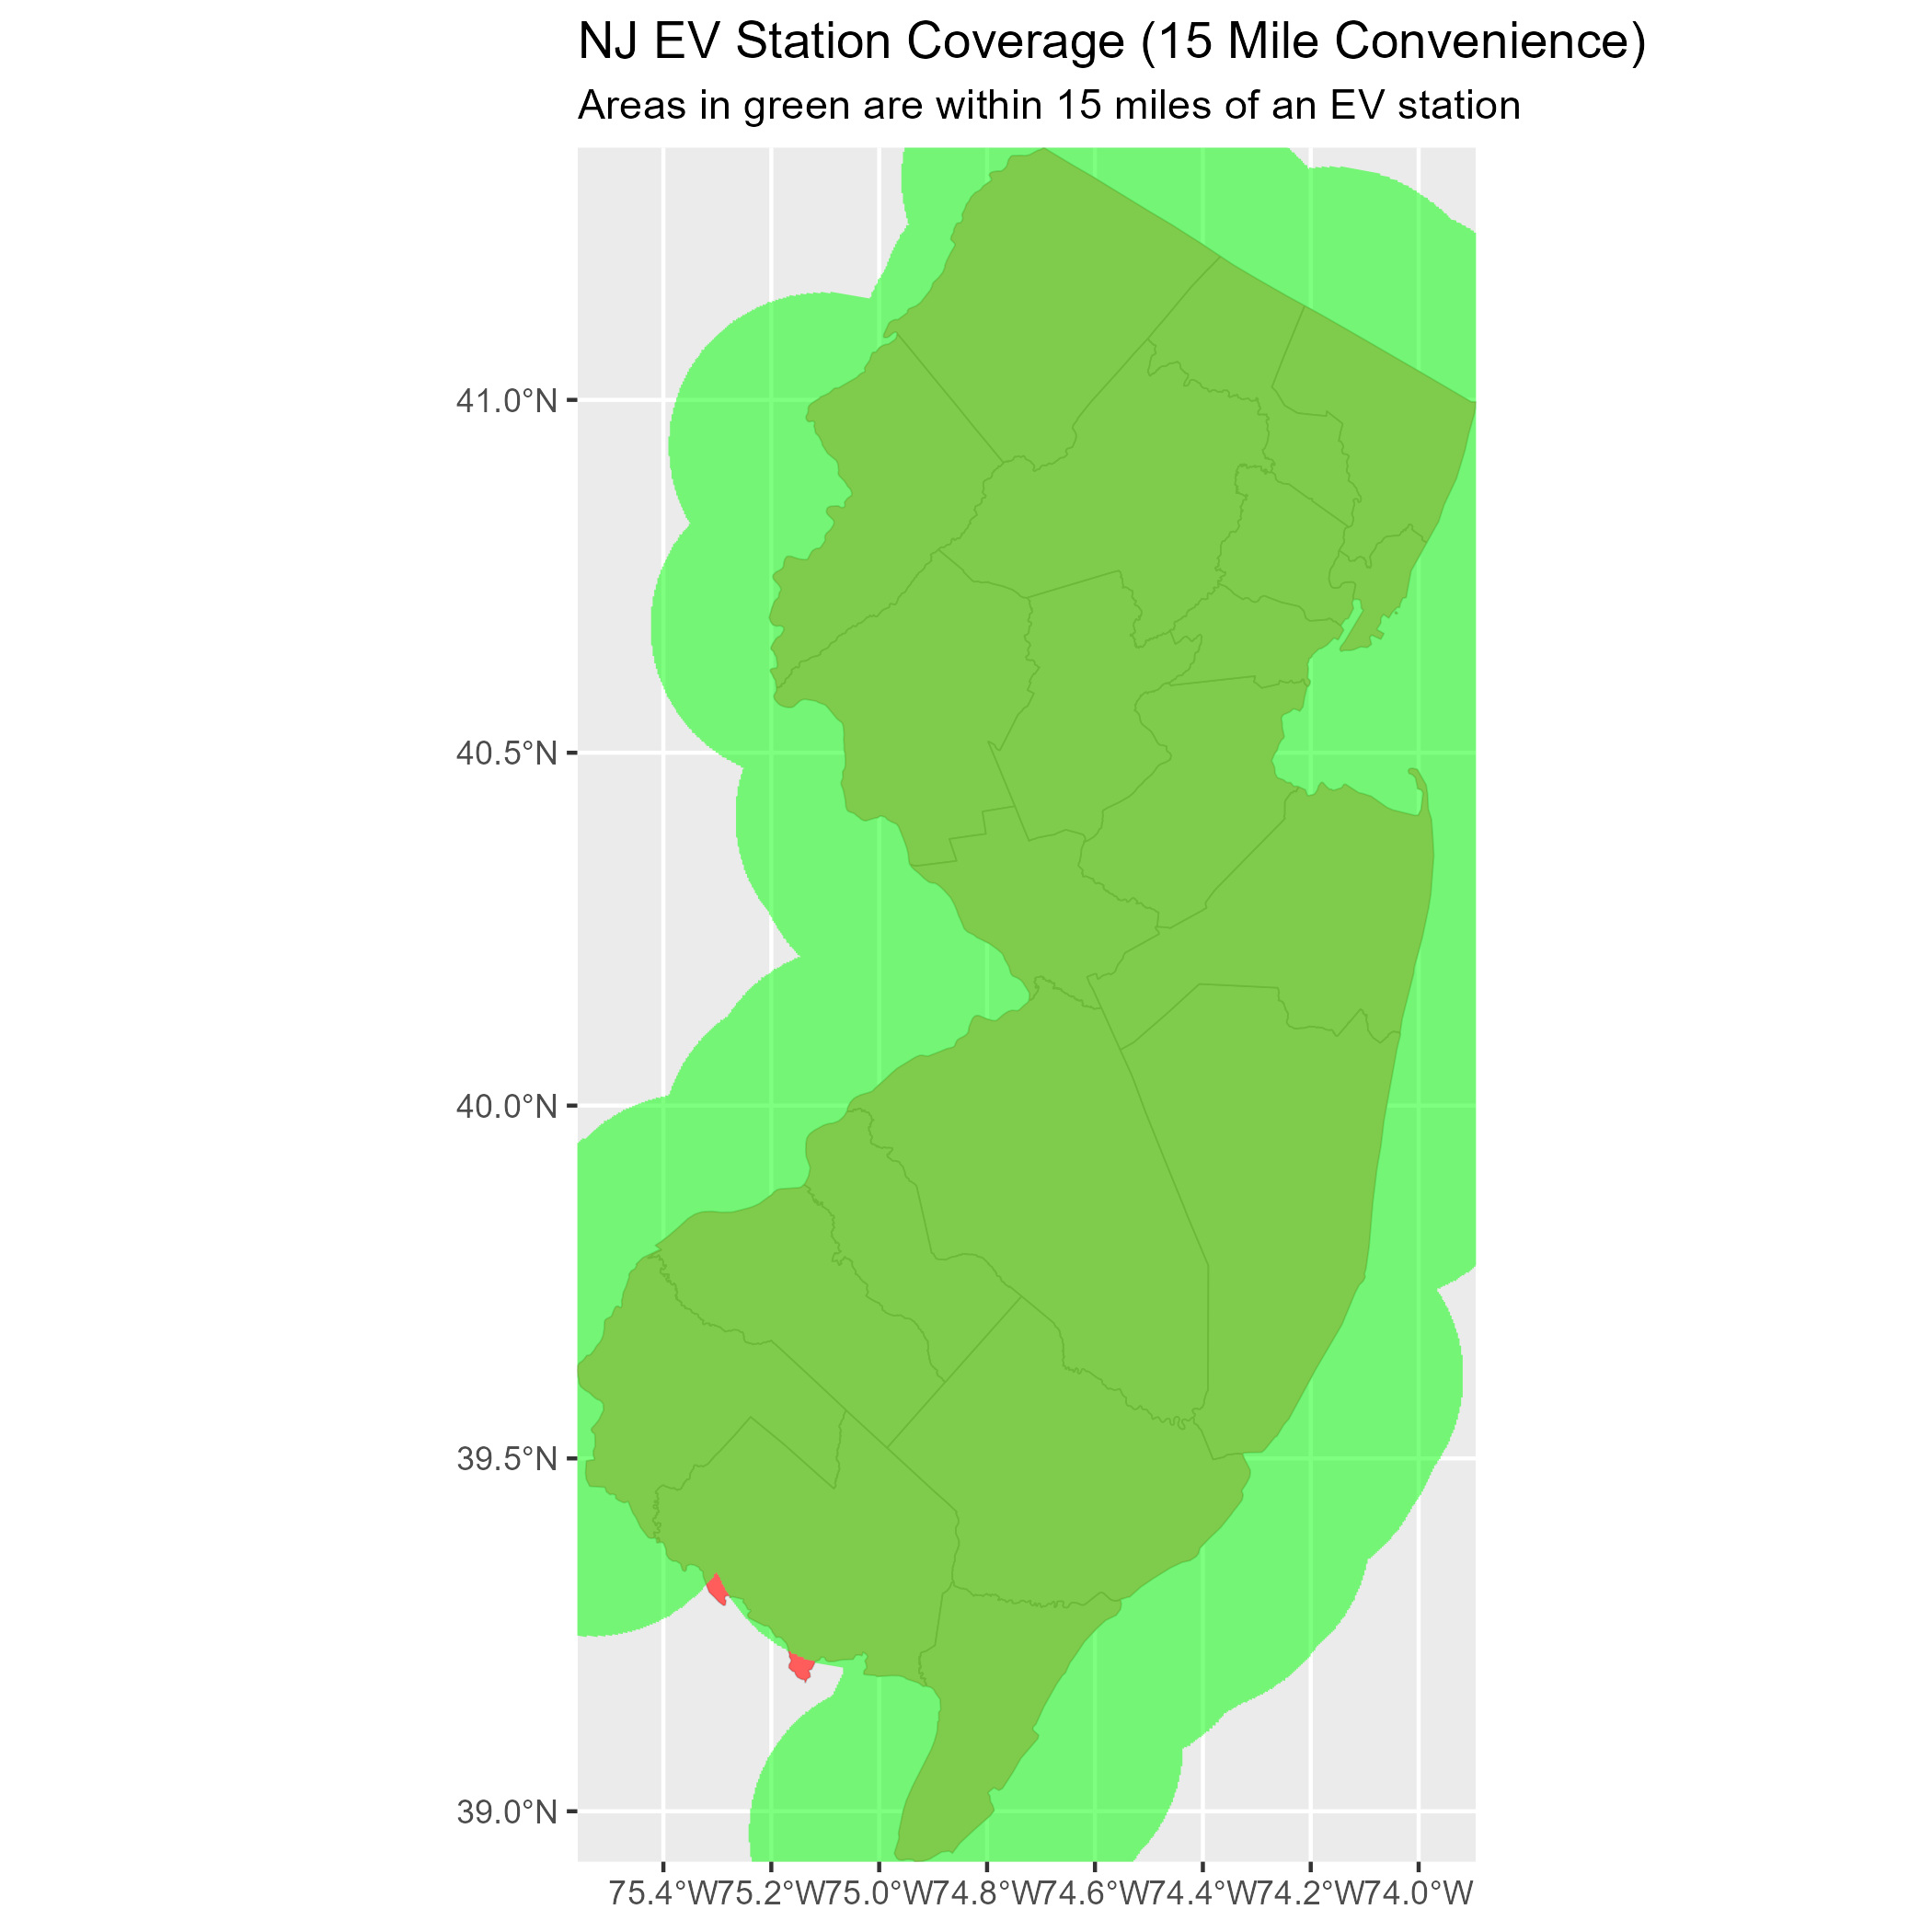 NJ EV Station Coverage (15 Mile Convenience)
Areas in green are within 15 miles of an EV station
41.0°N
40.5°N
40.0°N
39.5°N
39.0°N
75.4°W 75.2°W 75.0°W 74.8°W 74.6°W 74.4°W 74.2°W 74.0°W